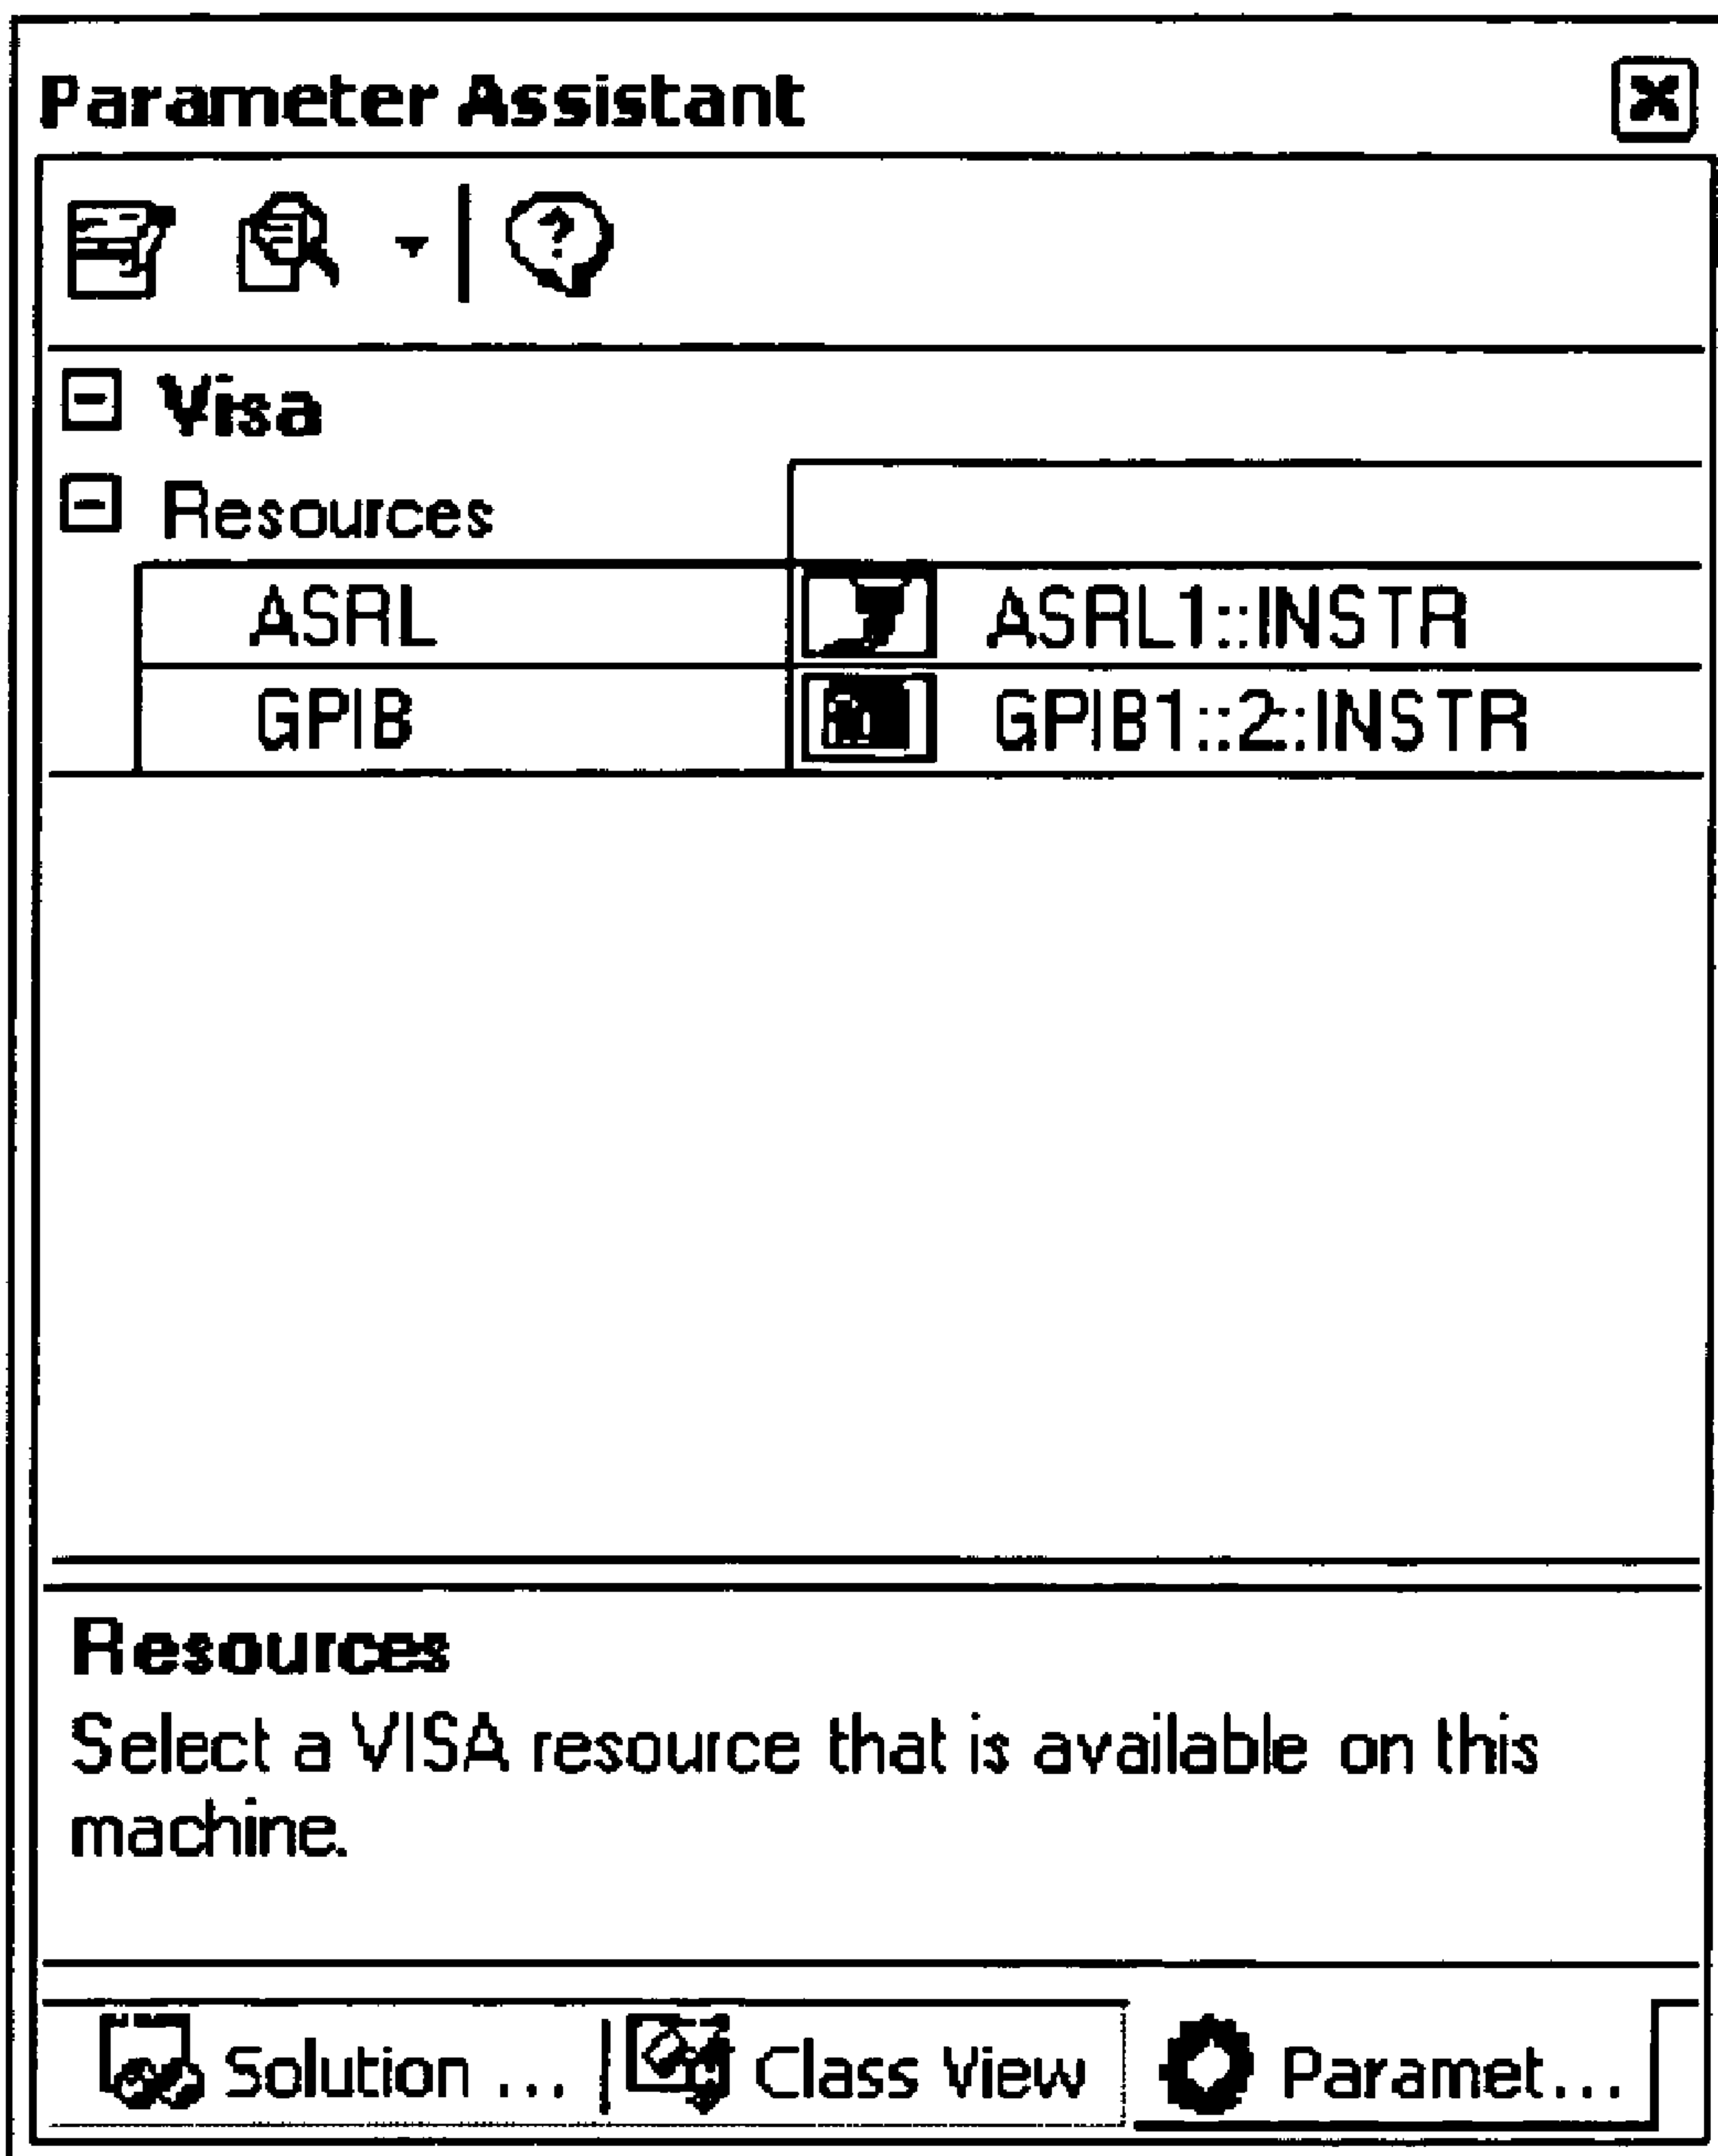 Parameter Assistant
Visa
Resources
ASRL ASRL1::INSTR
GPIB GPIB1::2::INSTR
Resources
Select a VISA resource that is available on this
machine.
Solution ... Class View Paramet...